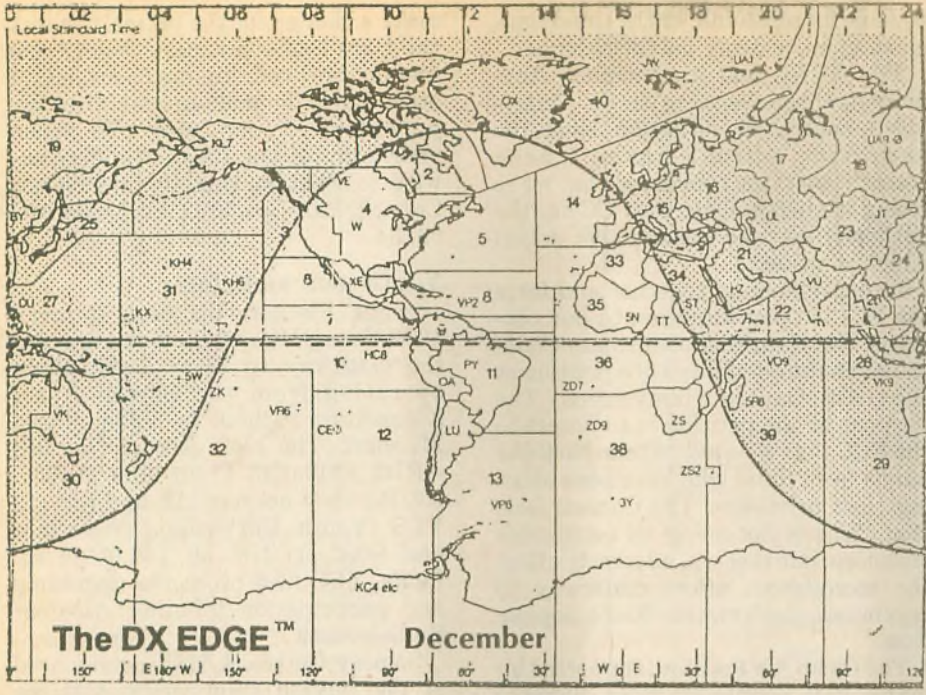 02 04 06 08 10 12 14 16 18 20 22 24
Local Standard Time
JW UA1
OX 40
19 KL7 1 17 18 UA9-Ø
2 VE 14 16
BY 4 W 15 UL JT
25 JA 3 5 23
KH4 6 XE 33 34 21 24
DU 27 31 KH6 VP2 8 35 ST HZ VU
KX 7 5N TT 22 26
9
10 HC8 36 VQ9 28
5W PY 11 ZD7 VK9
ZK OA 5R8
VK VR6 ZD9 ZS 39
ZL CE-Ø 12 LU 38
30 32 13 ZS2 29
VP8 3Y
KC4 etc
The DX EDGE™ December
150° E 180° W 150° 120° 90° 60° 30° W E 30° 60° 90° 120